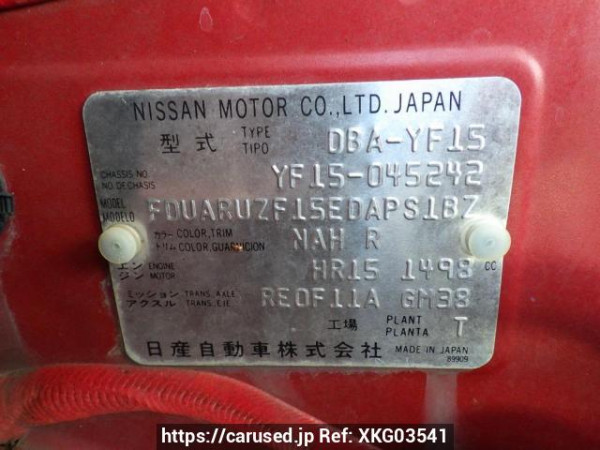 NISSAN MOTOR CO.,LTD. JAPAN
型式 TYPE TIPO DBA-YF15
CHASSIS NO. NO. DE CHASIS YF15-045242
MODEL MODELO FDUARUZF15EDAPS1BZ
カラー COLOR,TRIM
トリム COLOR,GUARNICION NAH R
エンジン ENGINE MOTOR HR15 1498 CC
ミッション TRANS. AXLE
アクスル TRANS. EJE RE0F11A GM38
工場 PLANT PLANTA T
日産自動車株式会社 MADE IN JAPAN
89909
https://carused.jp Ref: XKG03541